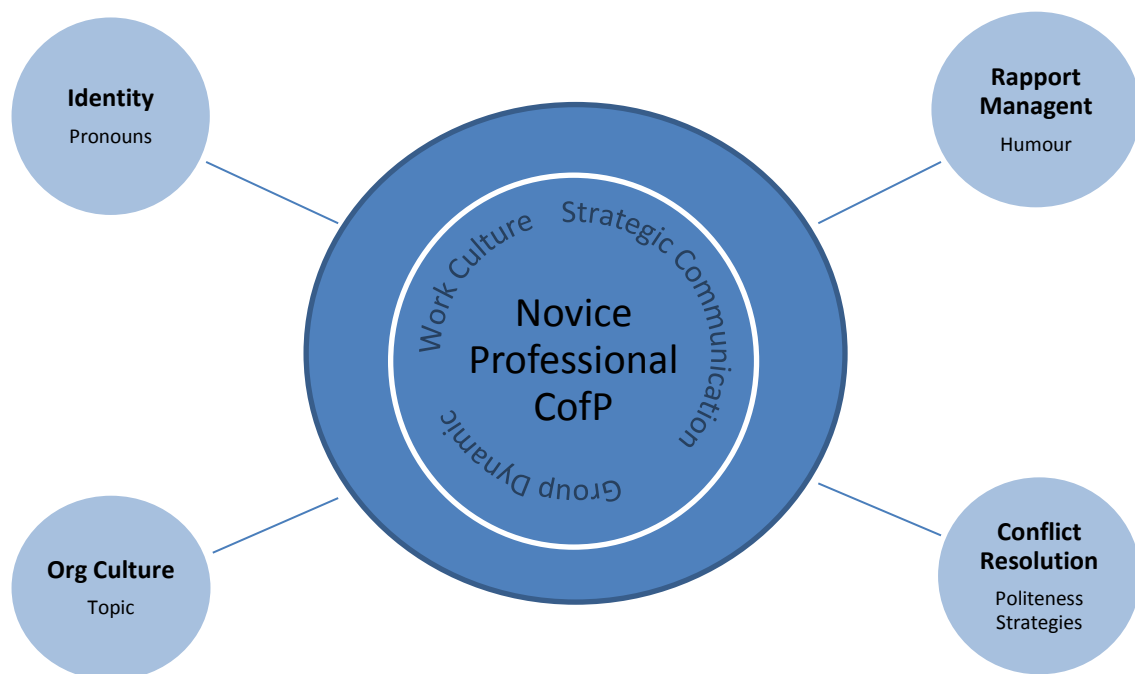 Identity
Pronouns
Rapport
Managent
Humour
Work Culture
Strategic Communication
Group Dynamic
Novice
Professional
CofP
Org Culture
Topic
Conflict
Resolution
Politeness
Strategies